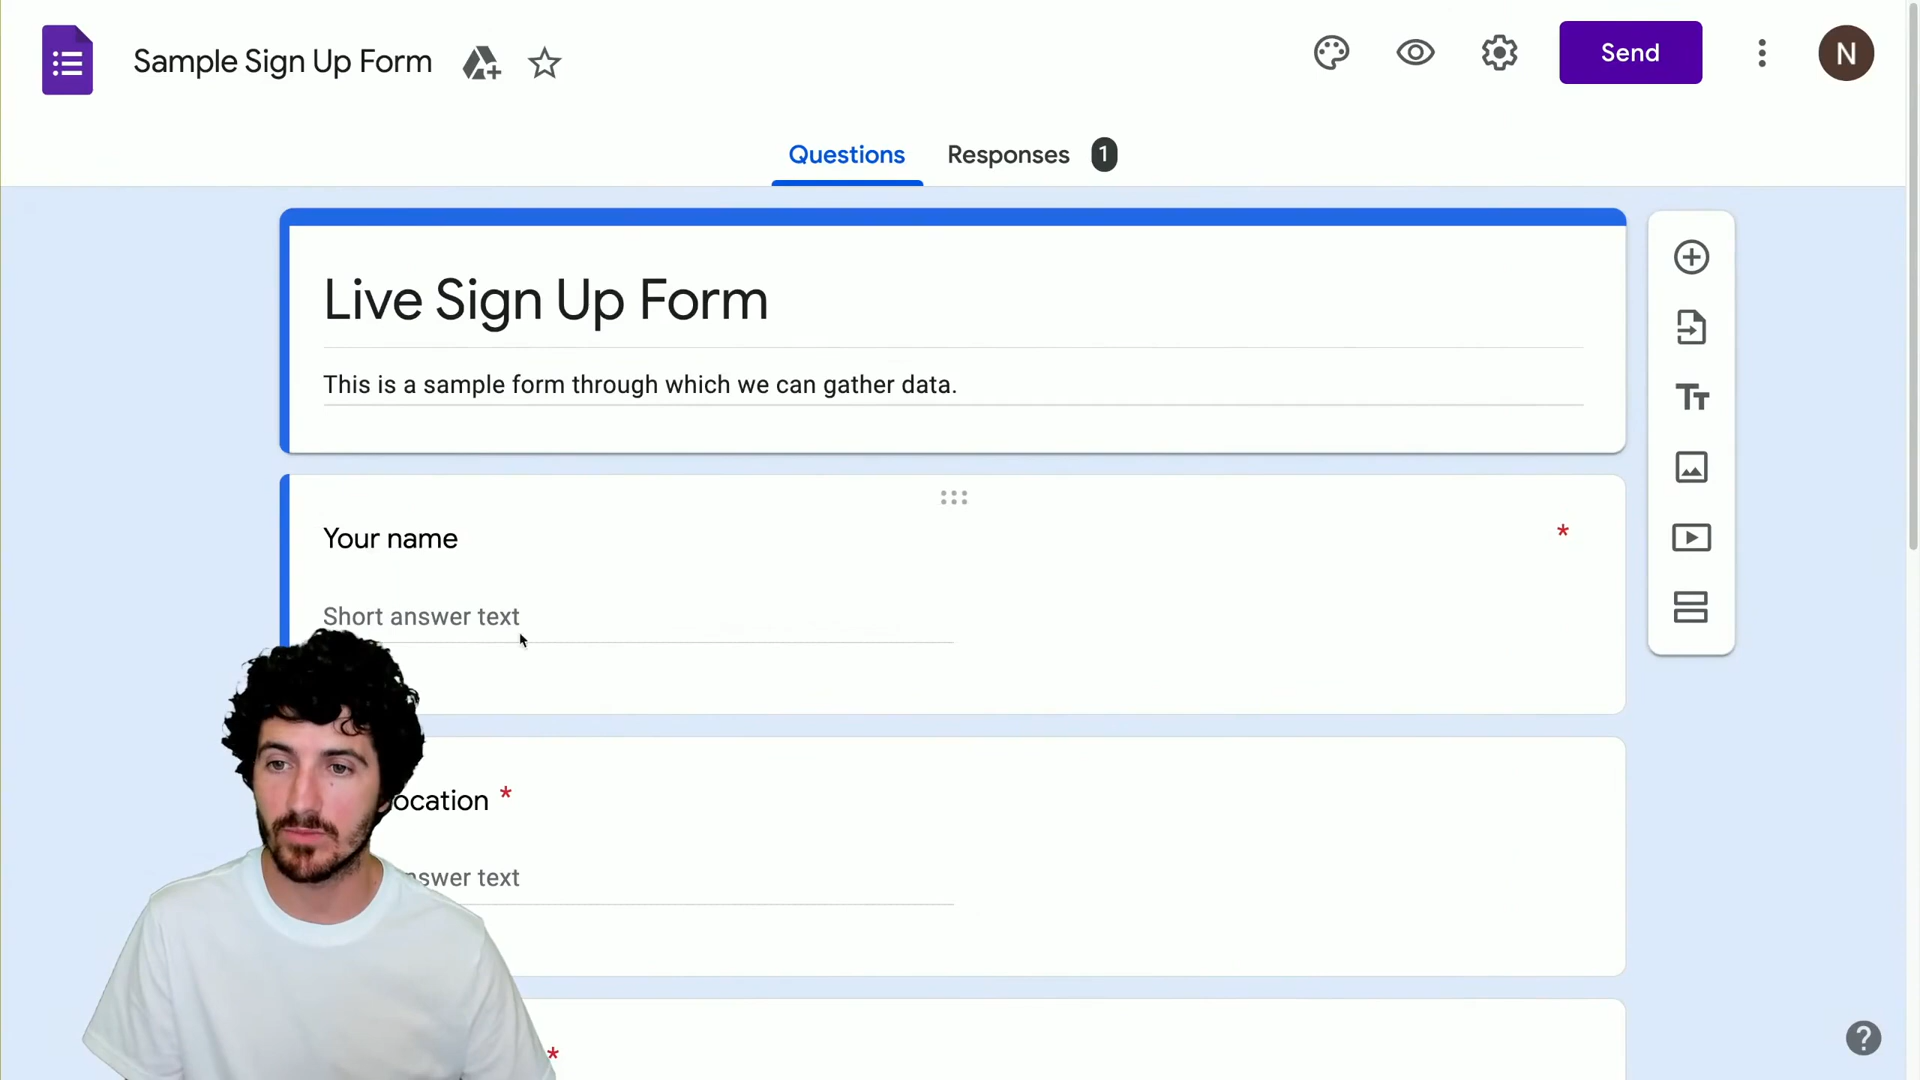 Sample Sign Up Form
Send
N
Questions
Responses 1
Live Sign Up Form
This is a sample form through which we can gather data.
Your name
*
Short answer text
ocation *
swer text
*